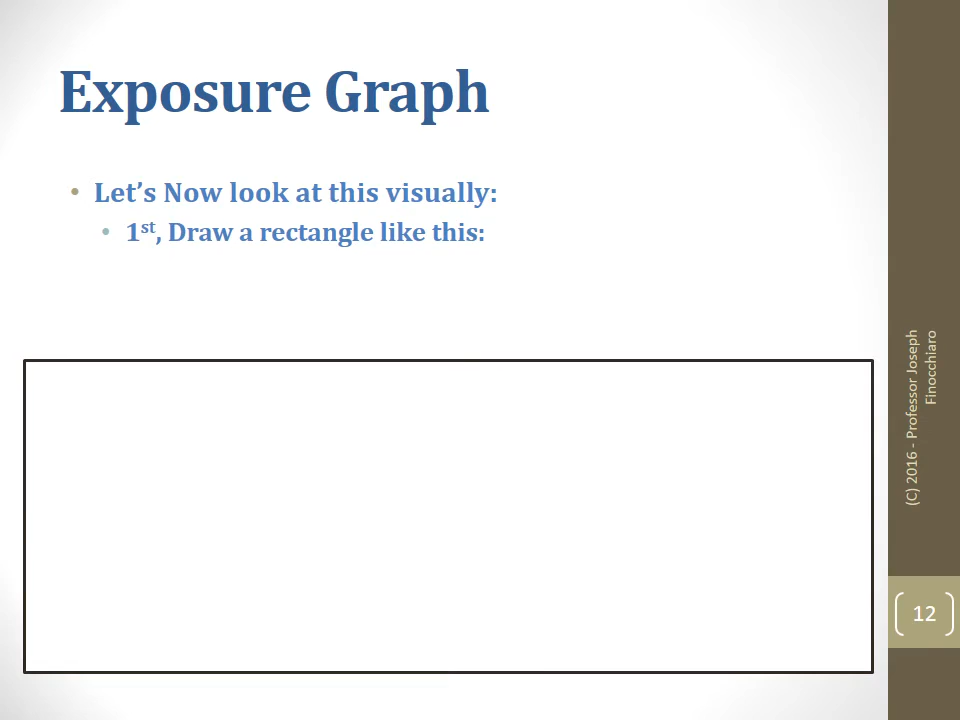 Exposure Graph
• Let's Now look at this visually:
• 1st, Draw a rectangle like this:
(C) 2016 - Professor Joseph
Finocchiaro
12